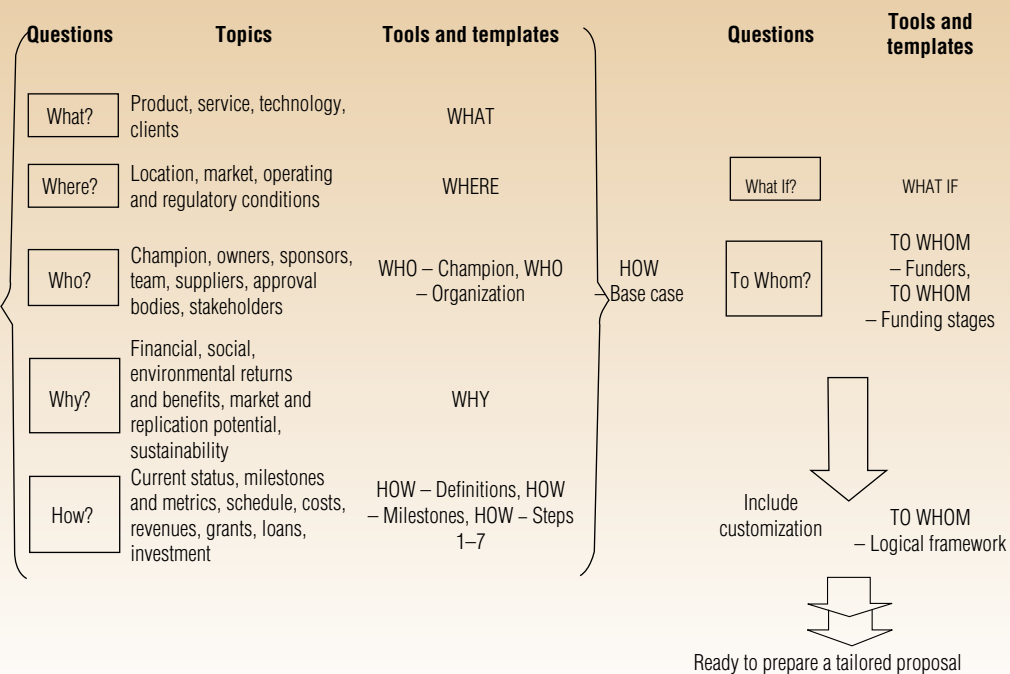 Questions
Topics
Tools and templates
What?
Product, service, technology,
clients
WHAT
Where?
Location, market, operating
and regulatory conditions
WHERE
Who?
Champion, owners, sponsors,
team, suppliers, approval
bodies, stakeholders
WHO – Champion, WHO
– Organization
Why?
Financial, social,
environmental returns
and benefits, market and
replication potential,
sustainability
WHY
How?
Current status, milestones
and metrics, schedule, costs,
revenues, grants, loans,
investment
HOW – Definitions, HOW
– Milestones, HOW – Steps
1–7
HOW
– Base case
Questions
Tools and
templates
What If?
WHAT IF
To Whom?
TO WHOM
– Funders,
TO WHOM
– Funding stages
Include
customization
TO WHOM
– Logical framework
Ready to prepare a tailored proposal